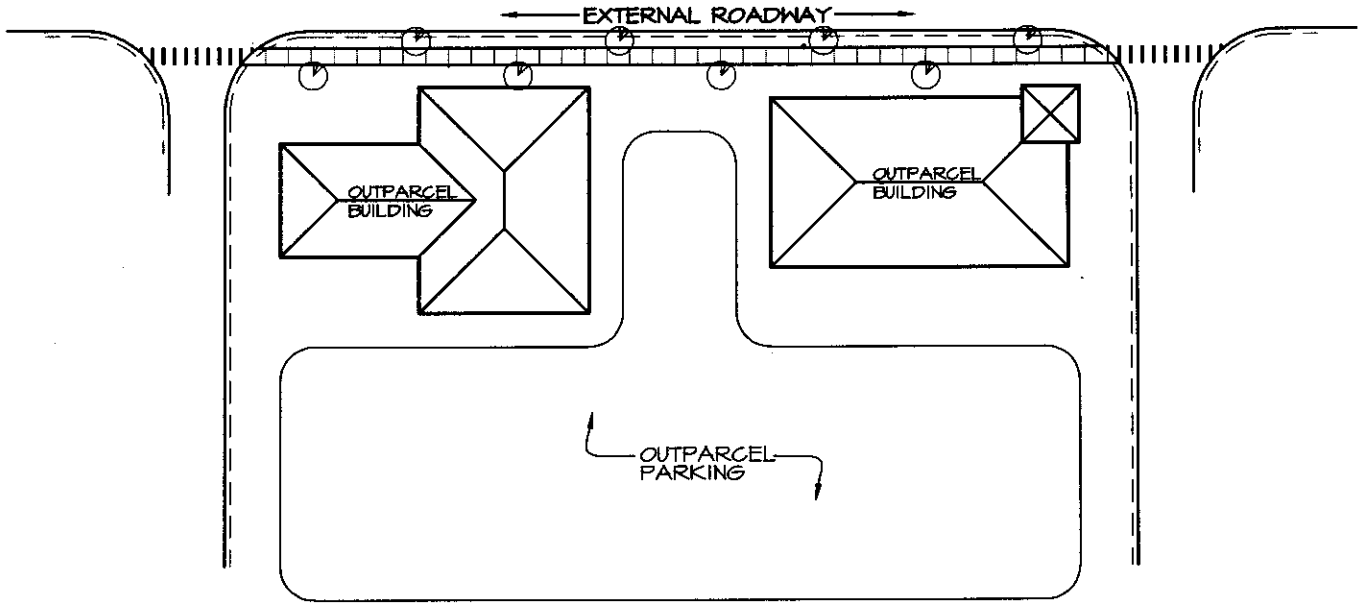 EXTERNAL ROADWAY
OUTPARCEL
BUILDING
OUTPARCEL
BUILDING
OUTPARCEL
PARKING